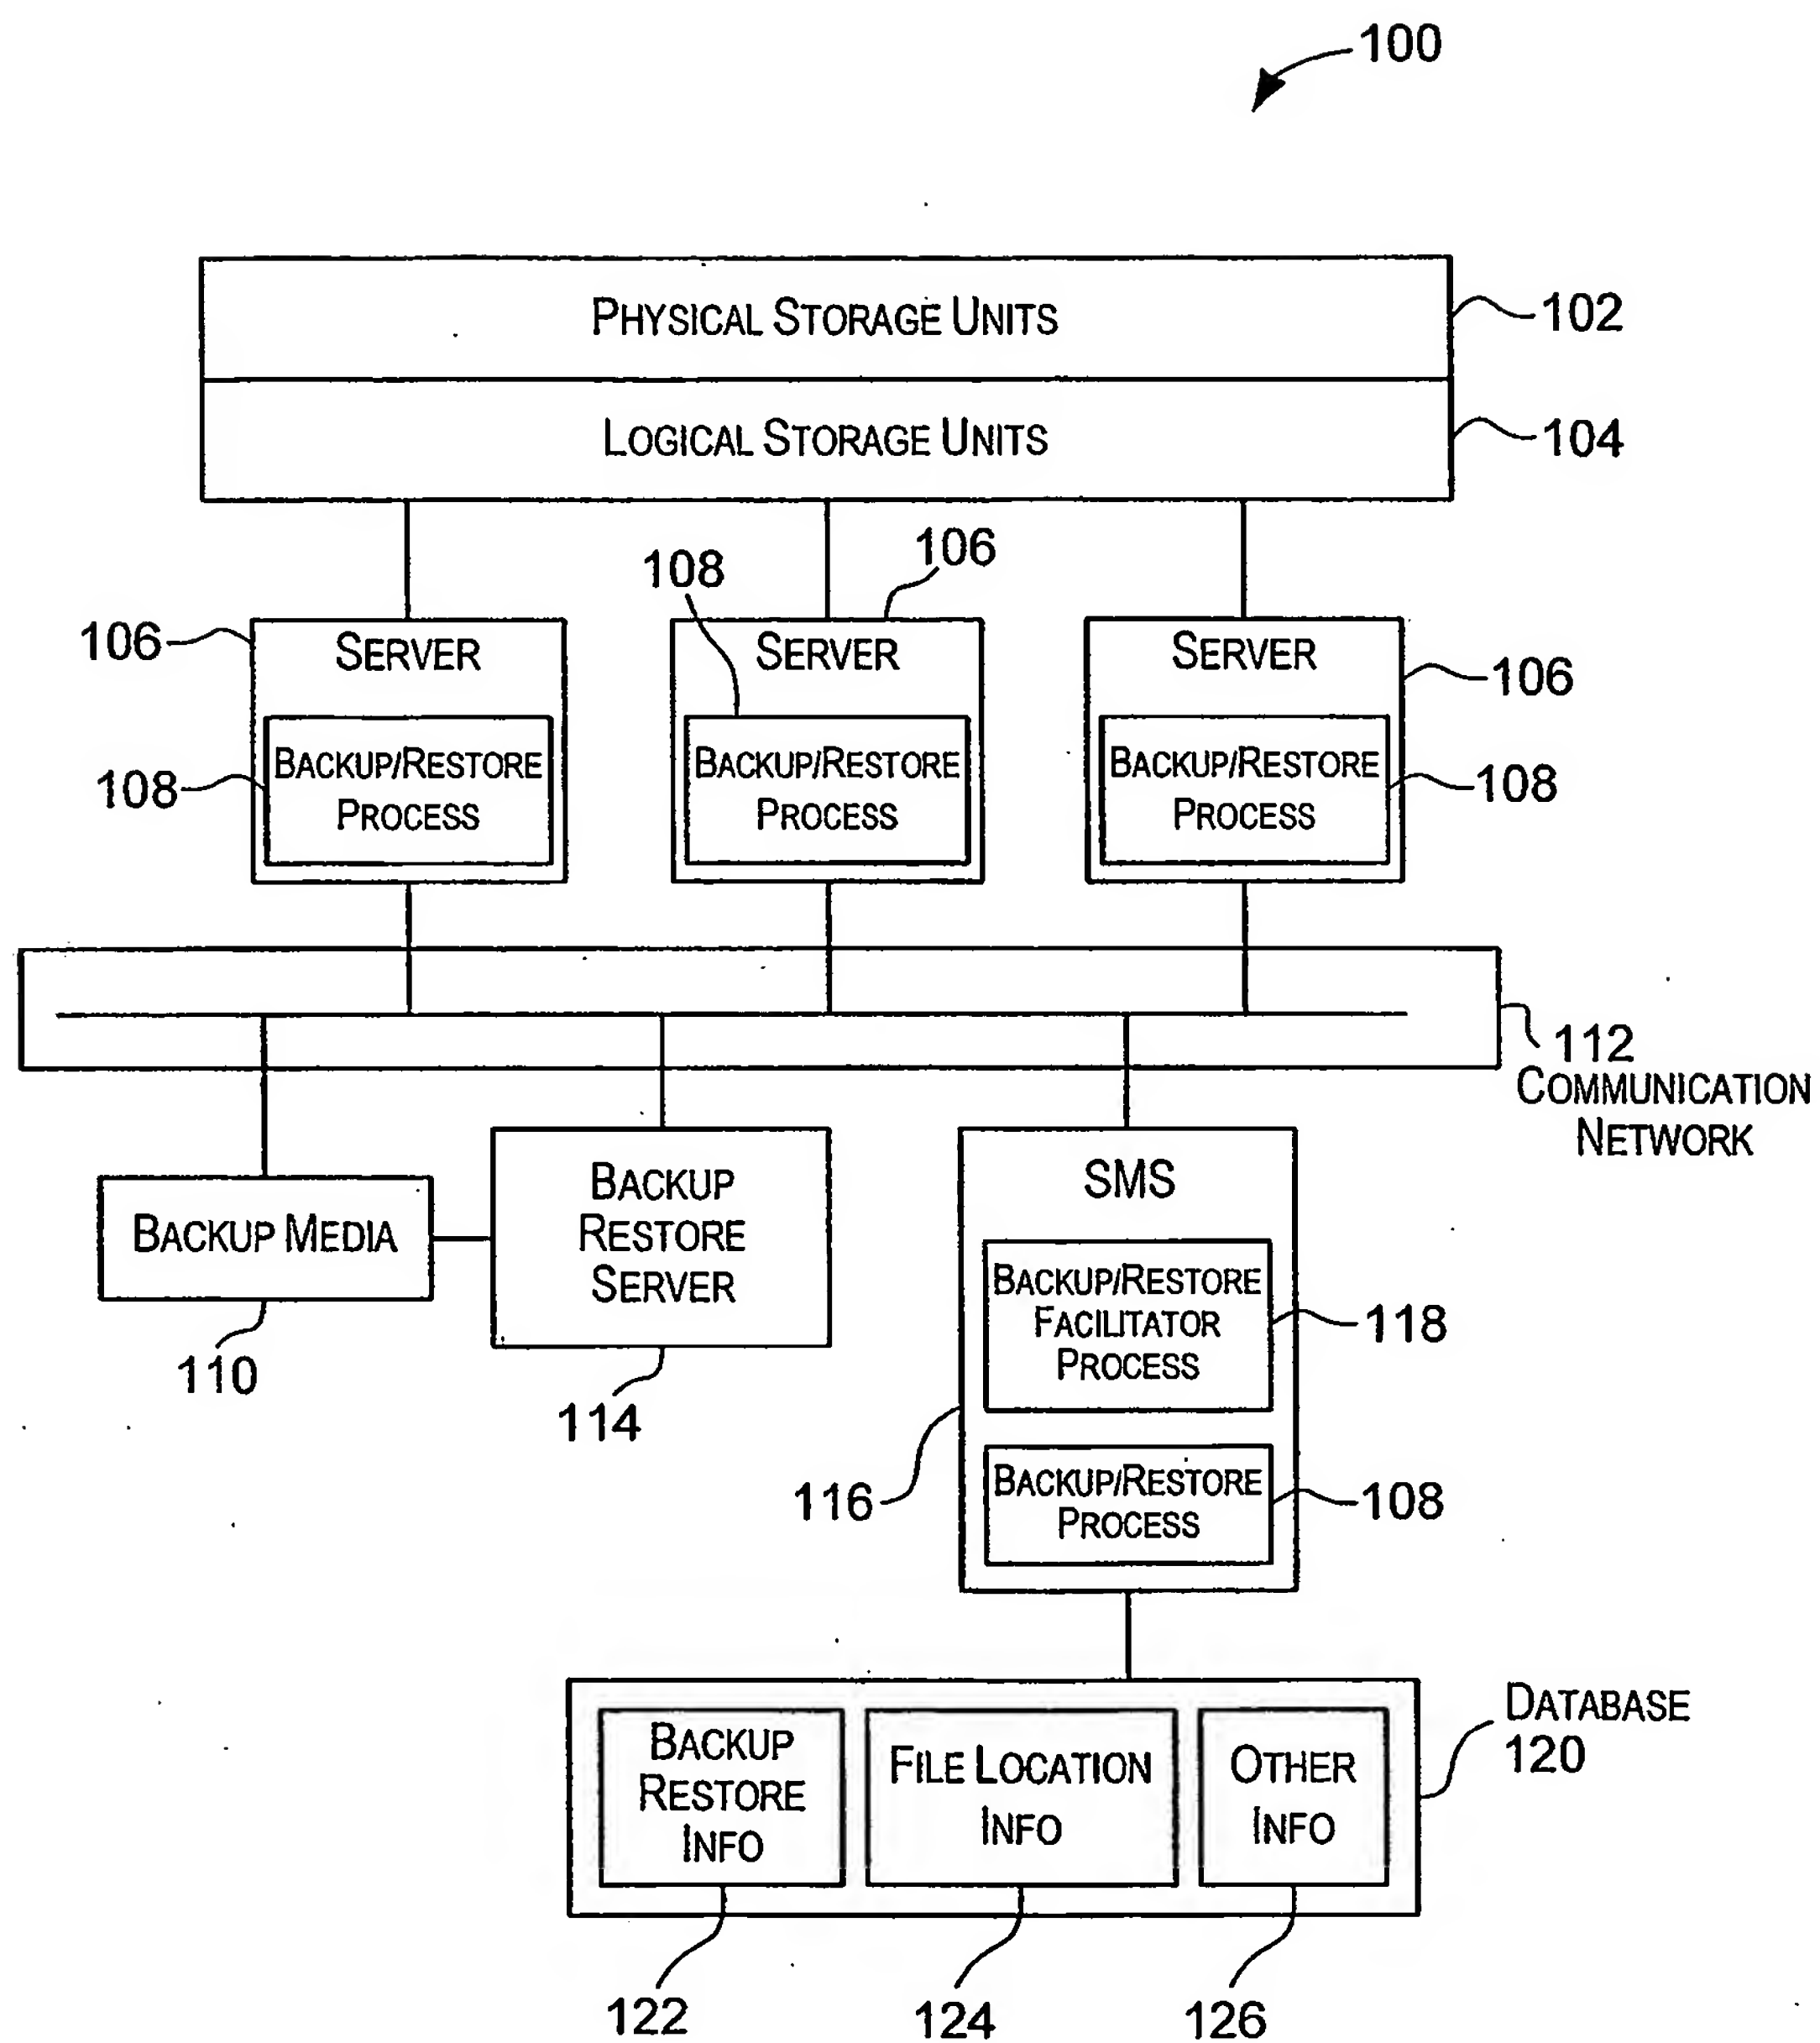 100
PHYSICAL STORAGE UNITS
102
LOGICAL STORAGE UNITS
104
106
108
106
SERVER
SERVER
SERVER
106
BACKUP/RESTORE
PROCESS
108
BACKUP/RESTORE
PROCESS
BACKUP/RESTORE
PROCESS
108
112
COMMUNICATION
NETWORK
BACKUP MEDIA
110
BACKUP
RESTORE
SERVER
114
SMS
BACKUP/RESTORE
FACILITATOR
PROCESS
118
116
BACKUP/RESTORE
PROCESS
108
DATABASE
120
BACKUP
RESTORE
INFO
FILE LOCATION
INFO
OTHER
INFO
122
124
126